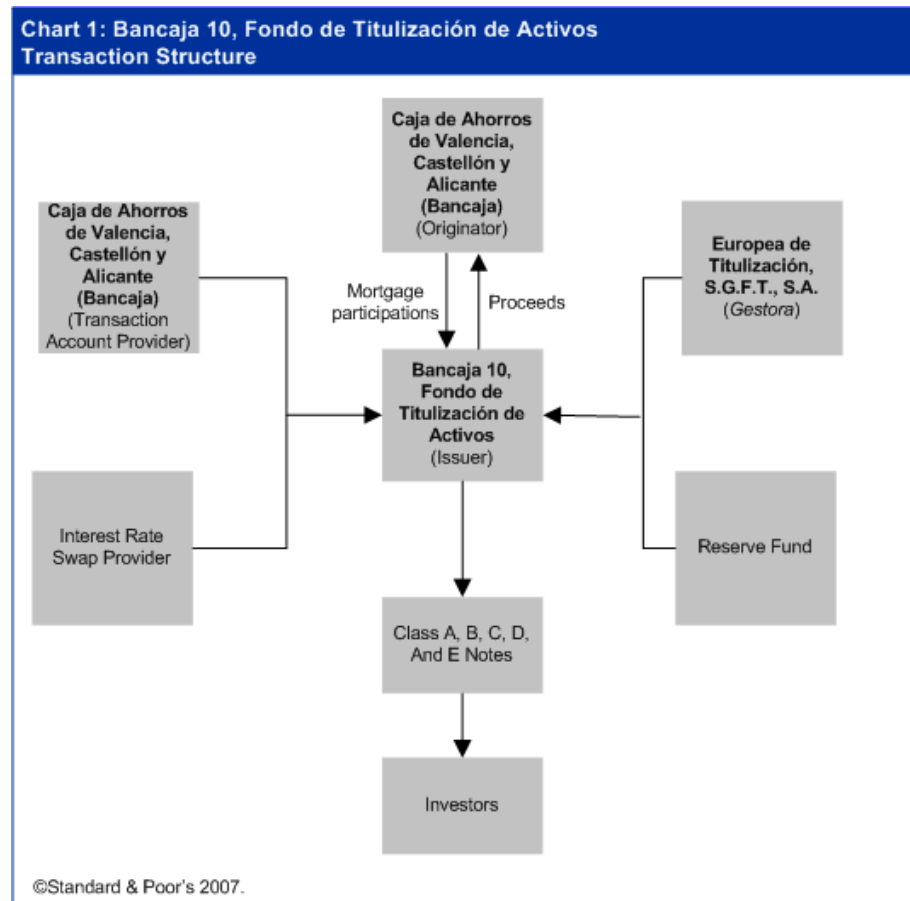 Chart 1: Bancaja 10, Fondo de Titulización de Activos
Transaction Structure
Caja de Ahorros
de Valencia,
Castellón y
Alicante
(Bancaja)
(Originator)
Caja de Ahorros
de Valencia,
Castellón y
Alicante
(Bancaja)
(Transaction
Account Provider)
Europea de
Titulización,
S.G.F.T., S.A.
(Gestora)
Mortgage
participations
Proceeds
Bancaja 10,
Fondo de
Titulización de
Activos
(Issuer)
Interest Rate
Swap Provider
Reserve Fund
Class A, B, C, D,
And E Notes
Investors
©Standard & Poor's 2007.